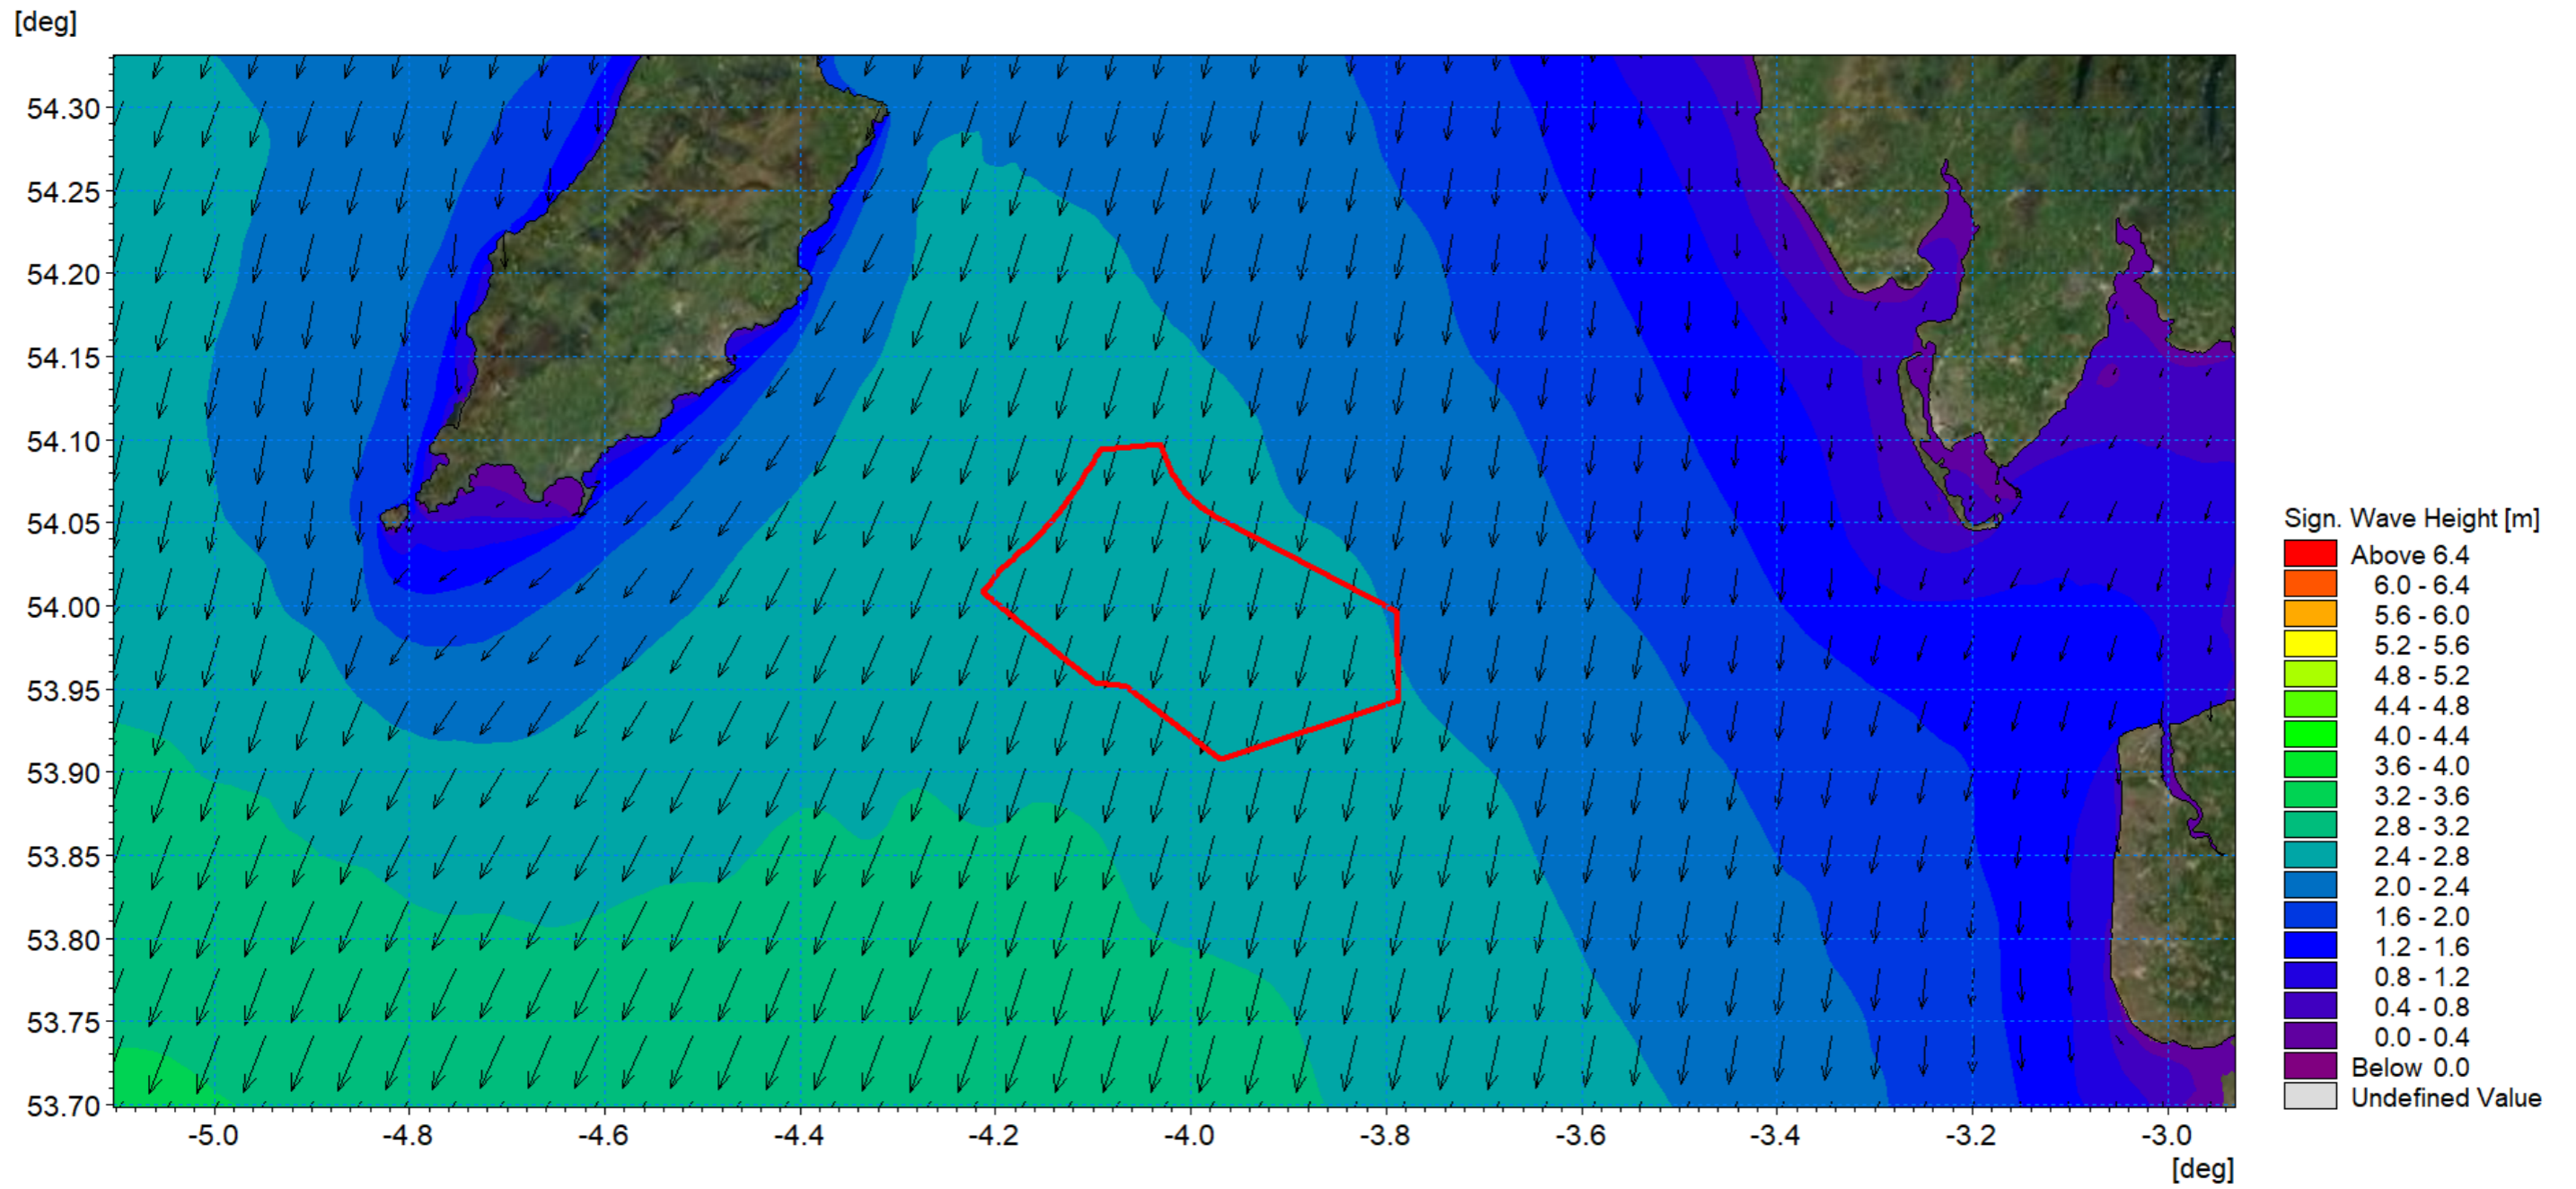 [deg]
54.30
54.25
54.20
54.15
54.10
54.05
54.00
53.95
53.90
53.85
53.80
53.75
53.70
-5.0 -4.8 -4.6 -4.4 -4.2 -4.0 -3.8 -3.6 -3.4 -3.2 -3.0
[deg]
Sign. Wave Height [m]
Above 6.4
6.0 - 6.4
5.6 - 6.0
5.2 - 5.6
4.8 - 5.2
4.4 - 4.8
4.0 - 4.4
3.6 - 4.0
3.2 - 3.6
2.8 - 3.2
2.4 - 2.8
2.0 - 2.4
1.6 - 2.0
1.2 - 1.6
0.8 - 1.2
0.4 - 0.8
0.0 - 0.4
Below 0.0
Undefined Value